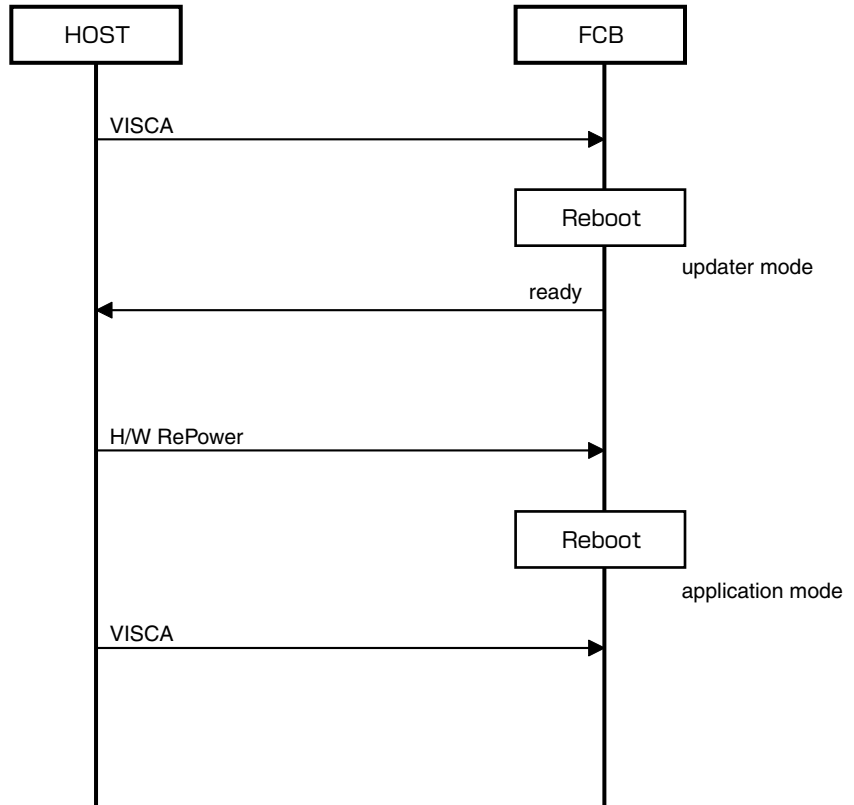 HOST
FCB
VISCA
Reboot
updater mode
ready
H/W RePower
Reboot
application mode
VISCA